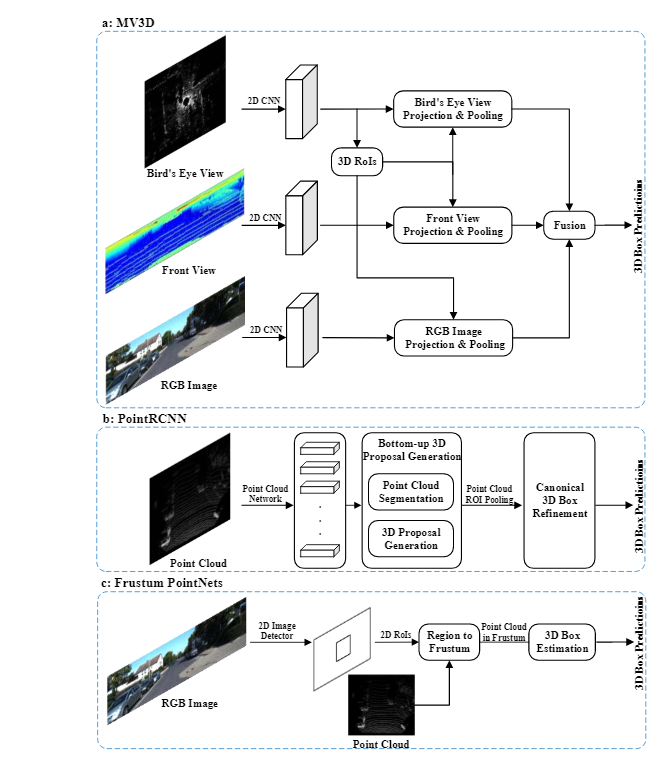 a: MV3D
2D CNN
Bird's Eye View
Projection & Pooling
3D RoIs
Bird's Eye View
2D CNN
Front View
Projection & Pooling
Fusion
3D Box Predictioins
Front View
2D CNN
RGB Image
Projection & Pooling
RGB Image
b: PointRCNN
Bottom-up 3D
Proposal Generation
Point Cloud
Network
Point Cloud
Segmentation
Point Cloud
ROI Pooling
Canonical
3D Box
Refinement
3D Box Predictioins
3D Proposal
Generation
Point Cloud
c: Frustum PointNets
2D Image
Detector
2D RoIs
Region to
Frustum
Point Cloud
in Frustum
3D Box
Estimation
3D Box Predictioins
RGB Image
Point Cloud